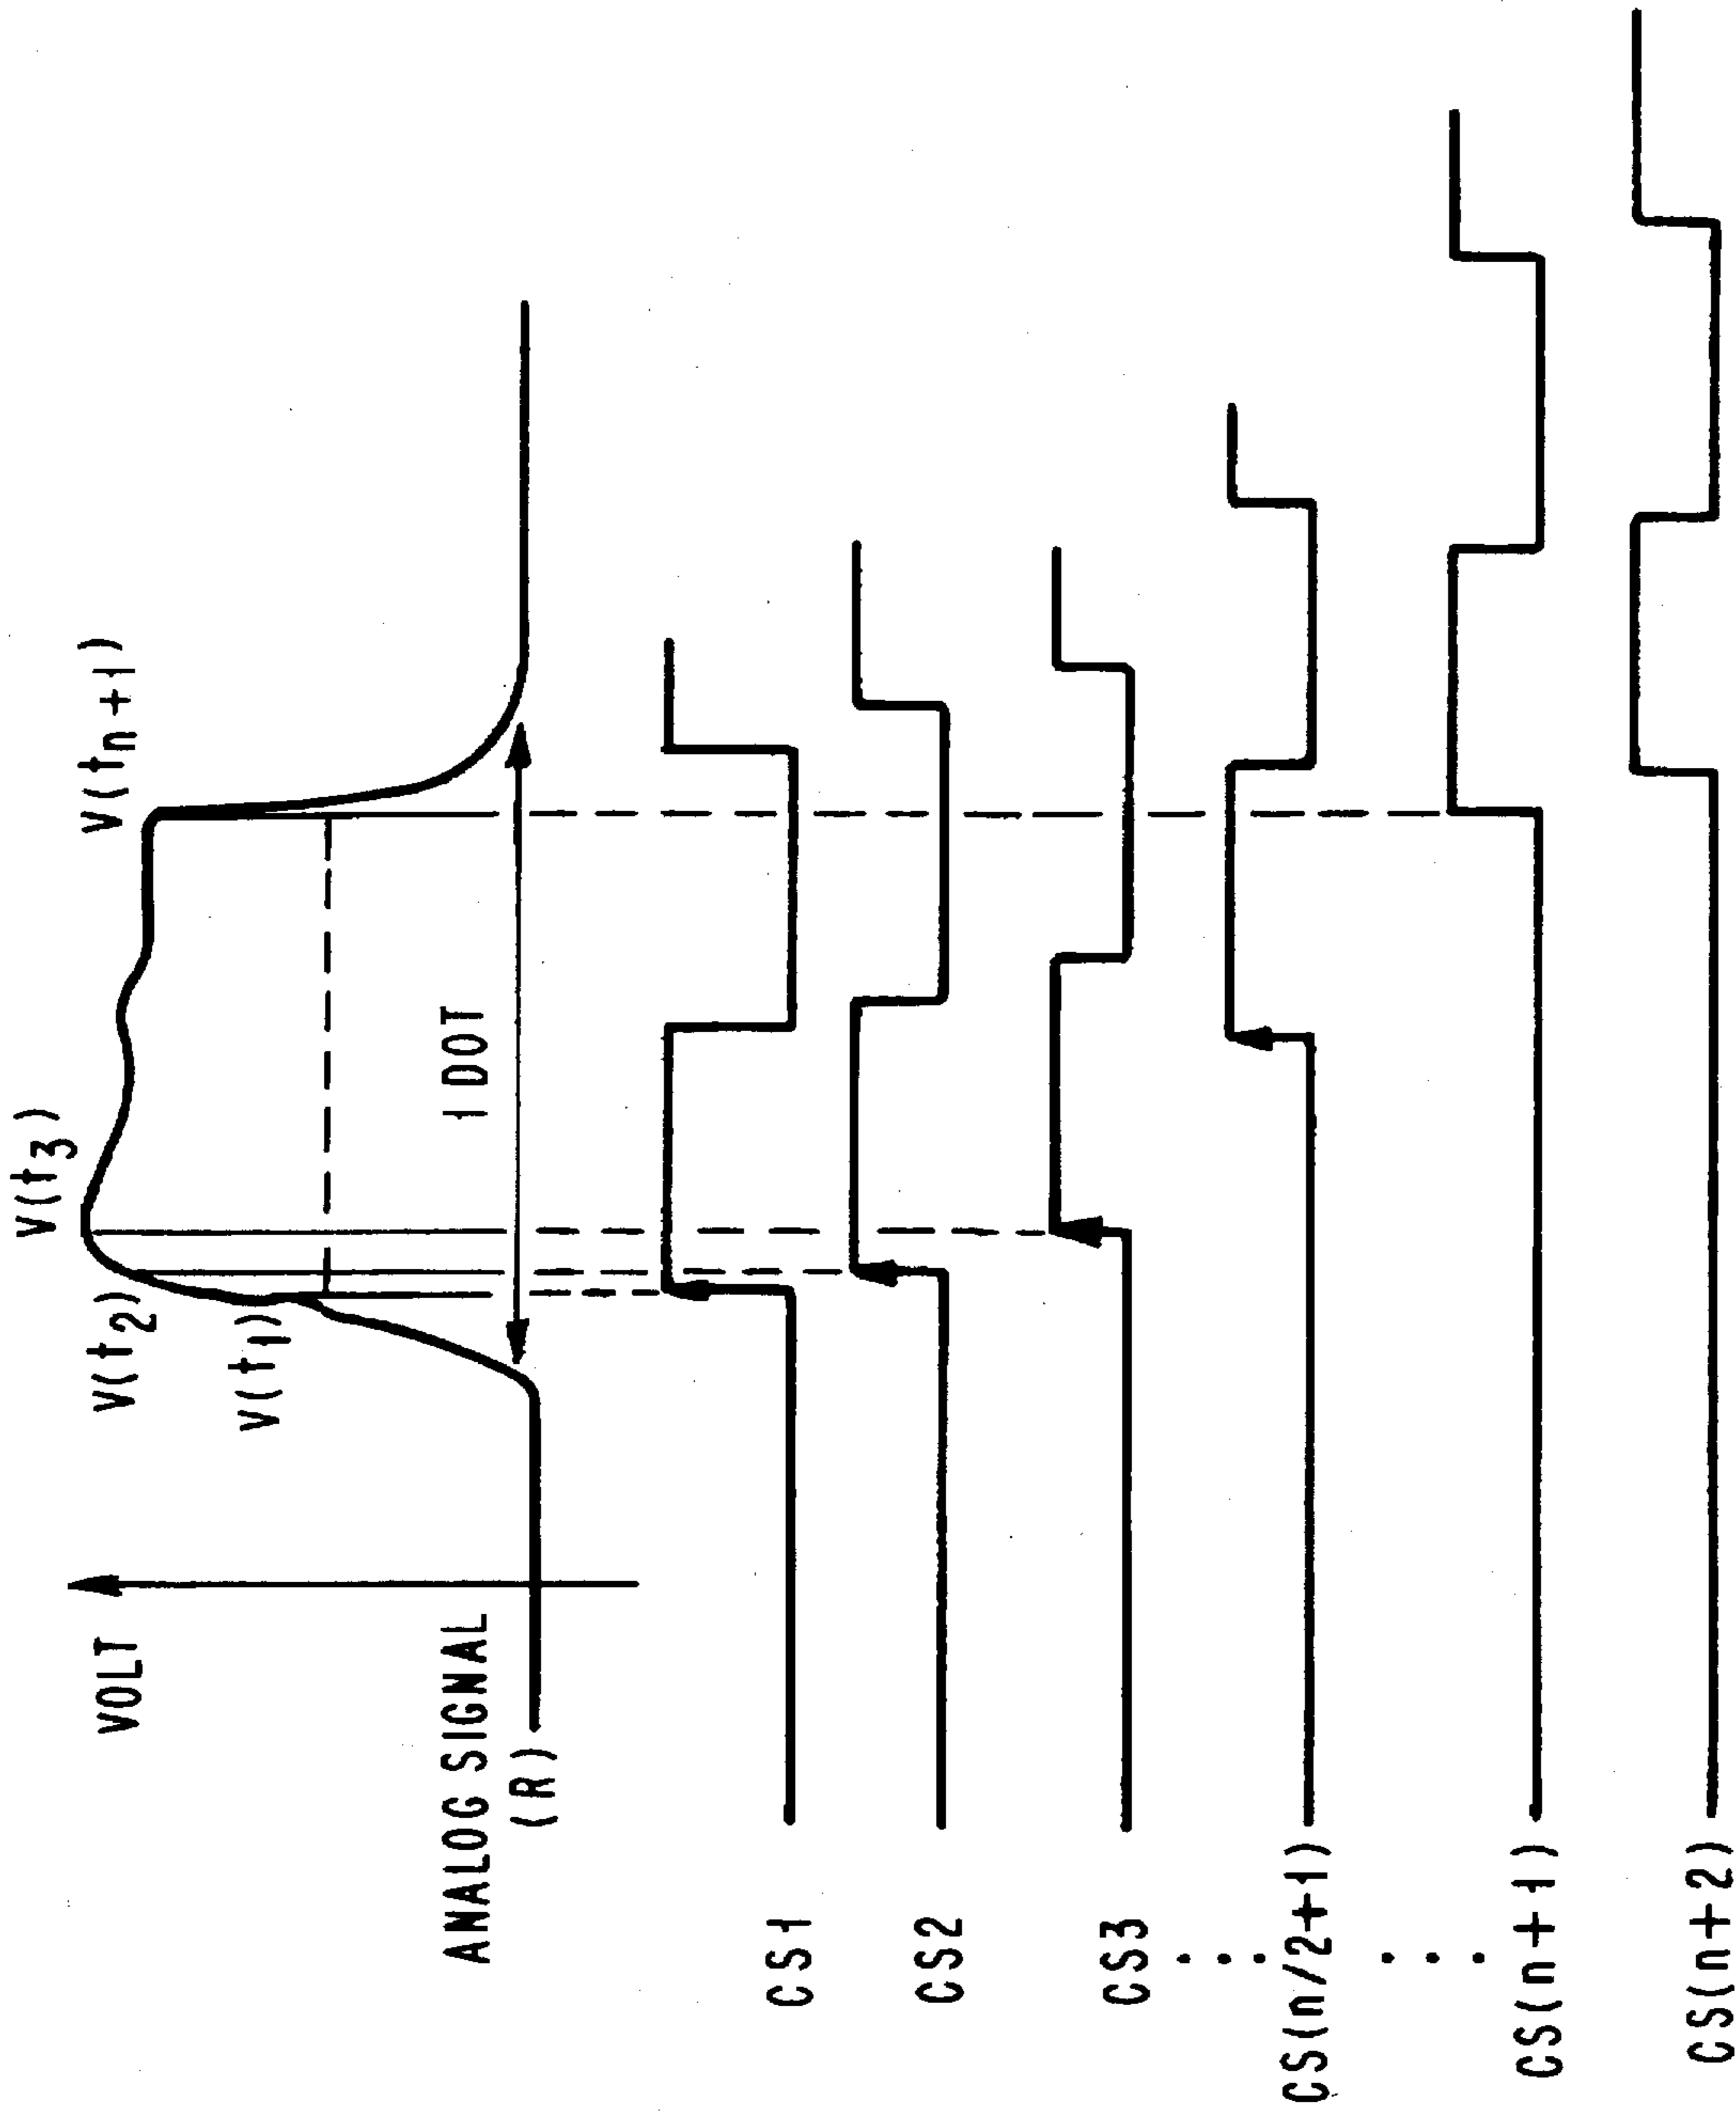 VOLT
V(t2)
V(t3)
V(tn+1)
V(t1)
ANALOG SIGNAL
(R)
1 DOT
CS1
CS2
CS3
CS(n/2+1)
CS(n+1)
CS(n+2)